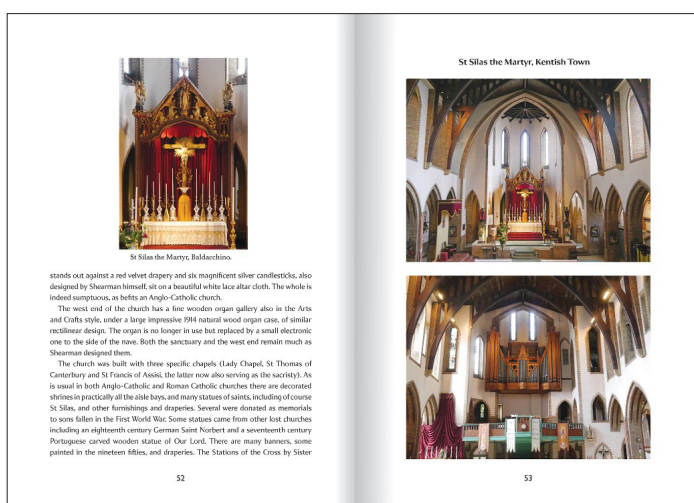 St Silas the Martyr, Baldacchino.
stands out against a red velvet drapery and six magnificent silver candlesticks, also
designed by Shearman himself, sit on a beautiful white lace altar cloth. The whole is
indeed sumptuous, as befits an Anglo-Catholic church.
The west end of the church has a fine wooden organ gallery also in the Arts
and Crafts style, under a large impressive 1914 natural wood organ case, of similar
rectilinear design. The organ is no longer in use but replaced by a small electronic
one to the side of the nave. Both the sanctuary and the west end remain much as
Shearman designed them.
The church was built with three specific chapels (Lady Chapel, St Thomas of
Canterbury and St Francis of Assisi, the latter now also serving as the sacristy). As
is usual in both Anglo-Catholic and Roman Catholic churches there are decorated
shrines in practically all the aisle bays, and many statues of saints, including of course
St Silas, and other furnishings and draperies. Several were donated as memorials
to sons fallen in the First World War. Some statues came from other lost churches
including an eighteenth century German Saint Norbert and a seventeenth century
Portuguese carved wooden statue of Our Lord. There are many banners, some
painted in the nineteen fifties, and draperies. The Stations of the Cross by Sister
52
St Silas the Martyr, Kentish Town
53